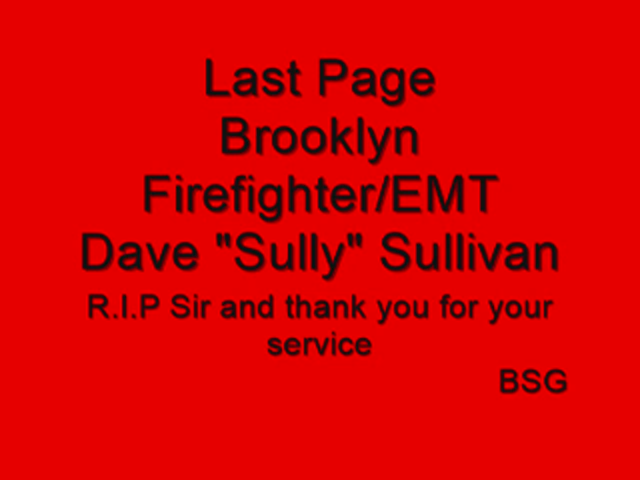 Last Page
Brooklyn
Firefighter/EMT
Dave "Sully" Sullivan
R.I.P Sir and thank you for your
service
BSG